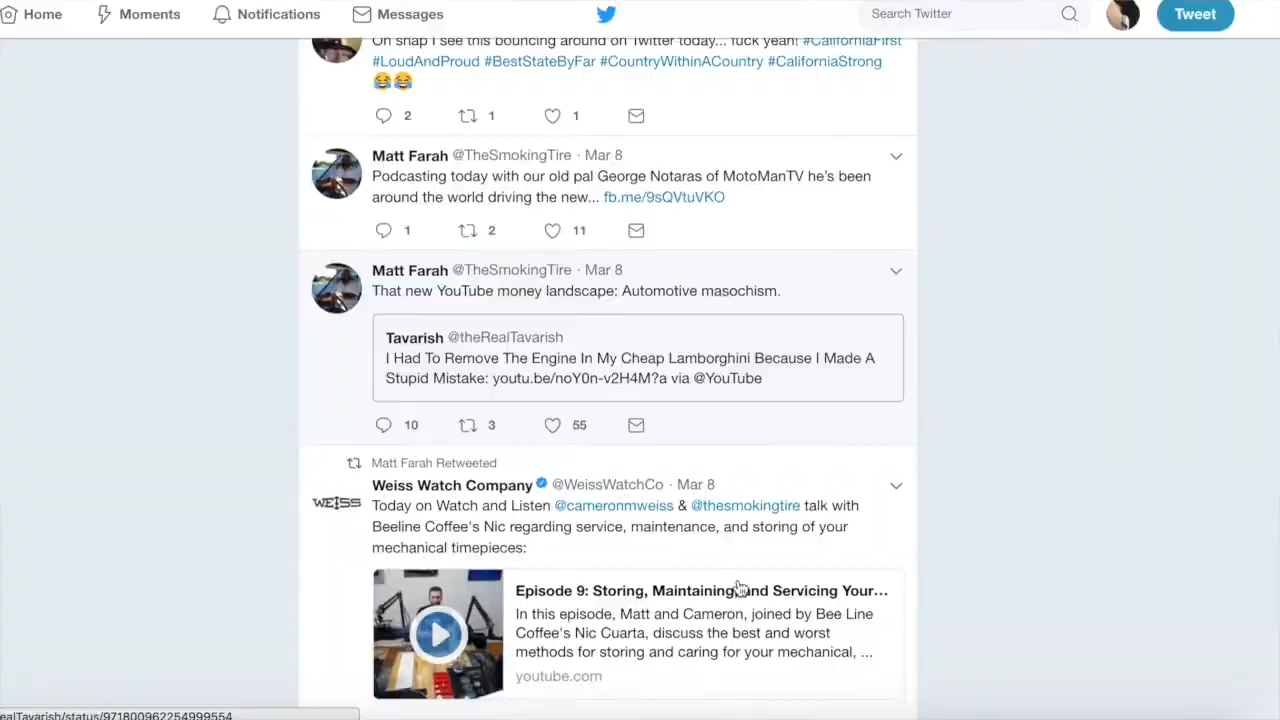 Home
Moments
Notifications
Messages
Search Twitter
Tweet
Oh snap I see this bouncing around on Twitter today... fuck yeah! #CaliforniaFirst
#LoudAndProud #BestStateByFar #CountryWithinACountry #CaliforniaStrong
😂😂
2 1 1
Matt Farah @TheSmokingTire · Mar 8
Podcasting today with our old pal George Notaras of MotoManTV he's been
around the world driving the new... fb.me/9sQVtuVKO
1 2 11
Matt Farah @TheSmokingTire · Mar 8
That new YouTube money landscape: Automotive masochism.
Tavarish @theRealTavarish
I Had To Remove The Engine In My Cheap Lamborghini Because I Made A
Stupid Mistake: youtu.be/noY0n-v2H4M?a via @YouTube
10 3 55
Matt Farah Retweeted
Weiss Watch Company @WeissWatchCo · Mar 8
WEISS
Today on Watch and Listen @cameronmweiss & @thesmokingtire talk with
Beeline Coffee's Nic regarding service, maintenance, and storing of your
mechanical timepieces:
Episode 9: Storing, Maintaining, and Servicing Your...
In this episode, Matt and Cameron, joined by Bee Line
Coffee's Nic Cuarta, discuss the best and worst
methods for storing and caring for your mechanical, ...
youtube.com
ealTavarish/status/971800962254999554